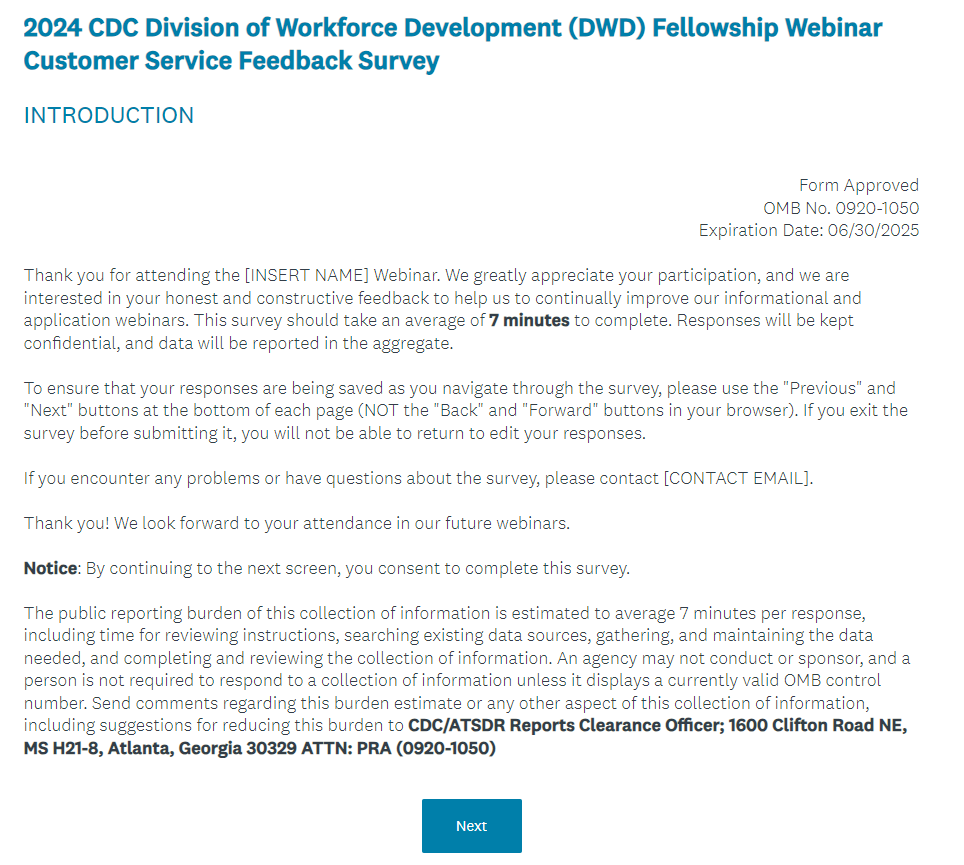 2024 CDC Division of Workforce Development (DWD) Fellowship Webinar
Customer Service Feedback Survey
INTRODUCTION
Form Approved
OMB No. 0920-1050
Expiration Date: 06/30/2025
Thank you for attending the [INSERT NAME] Webinar. We greatly appreciate your participation, and we are
interested in your honest and constructive feedback to help us to continually improve our informational and
application webinars. This survey should take an average of 7 minutes to complete. Responses will be kept
confidential, and data will be reported in the aggregate.
To ensure that your responses are being saved as you navigate through the survey, please use the "Previous" and
"Next" buttons at the bottom of each page (NOT the "Back" and "Forward" buttons in your browser). If you exit the
survey before submitting it, you will not be able to return to edit your responses.
If you encounter any problems or have questions about the survey, please contact [CONTACT EMAIL].
Thank you! We look forward to your attendance in our future webinars.
Notice: By continuing to the next screen, you consent to complete this survey.
The public reporting burden of this collection of information is estimated to average 7 minutes per response,
including time for reviewing instructions, searching existing data sources, gathering, and maintaining the data
needed, and completing and reviewing the collection of information. An agency may not conduct or sponsor, and a
person is not required to respond to a collection of information unless it displays a currently valid OMB control
number. Send comments regarding this burden estimate or any other aspect of this collection of information,
including suggestions for reducing this burden to CDC/ATSDR Reports Clearance Officer; 1600 Clifton Road NE,
MS H21-8, Atlanta, Georgia 30329 ATTN: PRA (0920-1050)
Next